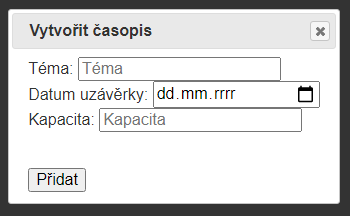 Vytvořit časopis
Téma: Téma
Datum uzávěrky: dd.mm.rrrr
Kapacita: Kapacita
Přidat